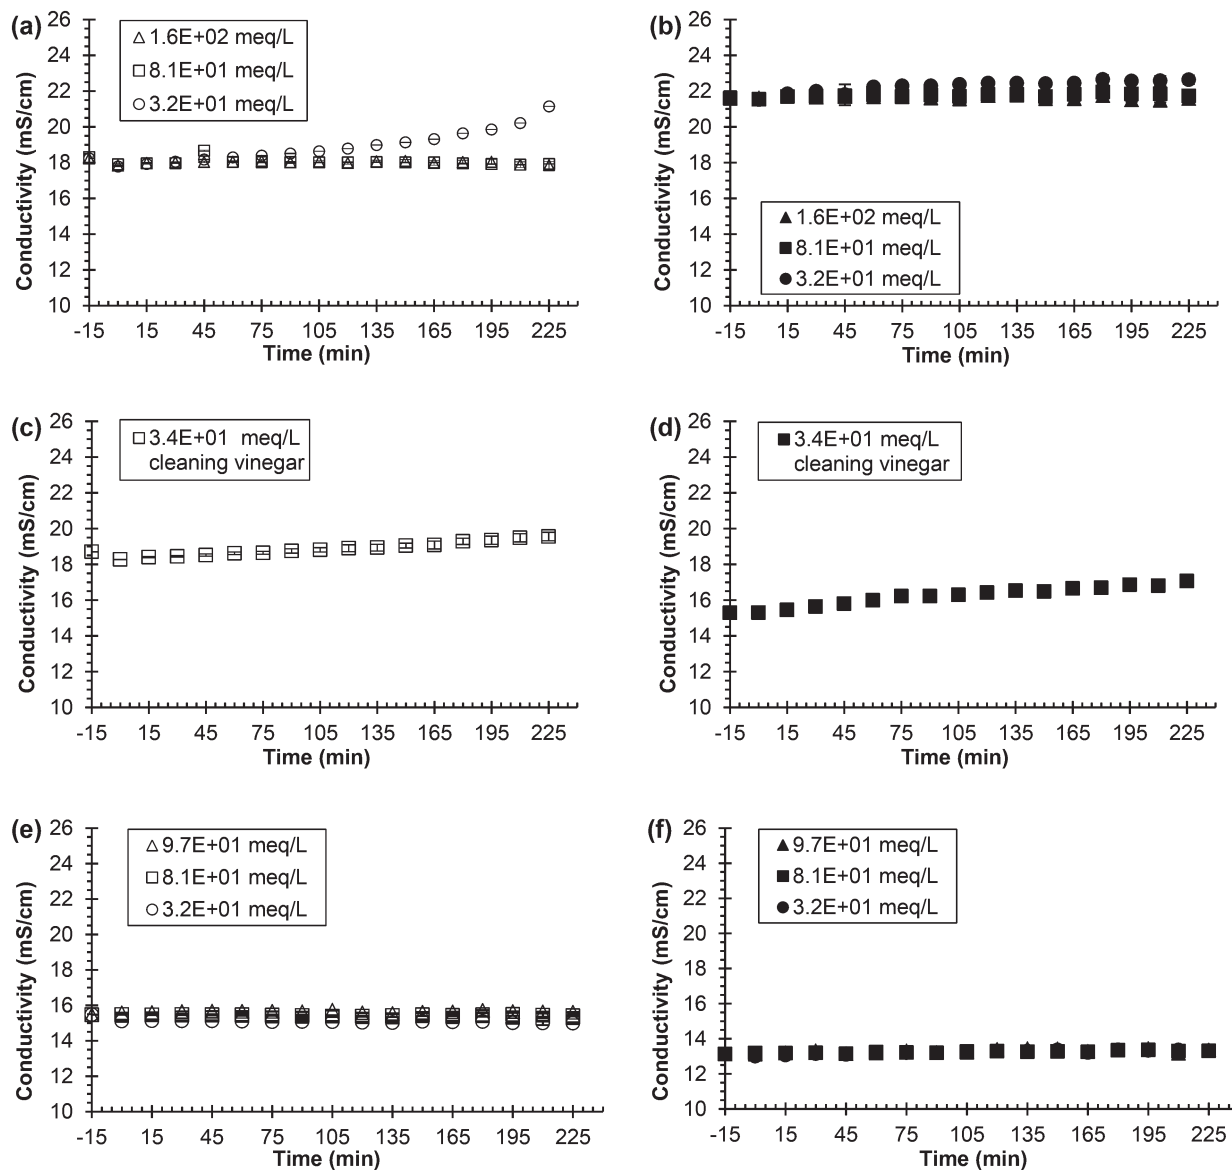 (a)
26
24
22
20
18
16
14
12
10
Conductivity (mS/cm)
1.6E+02 meq/L
8.1E+01 meq/L
3.2E+01 meq/L
-15 15 45 75 105 135 165 195 225
Time (min)
(b)
26
24
22
20
18
16
14
12
10
Conductivity (mS/cm)
1.6E+02 meq/L
8.1E+01 meq/L
3.2E+01 meq/L
-15 15 45 75 105 135 165 195 225
Time (min)
(c)
26
24
22
20
18
16
14
12
10
Conductivity (mS/cm)
3.4E+01 meq/L
cleaning vinegar
-15 15 45 75 105 135 165 195 225
Time (min)
(d)
26
24
22
20
18
16
14
12
10
Conductivity (mS/cm)
3.4E+01 meq/L
cleaning vinegar
-15 15 45 75 105 135 165 195 225
Time (min)
(e)
26
24
22
20
18
16
14
12
10
Conductivity (mS/cm)
9.7E+01 meq/L
8.1E+01 meq/L
3.2E+01 meq/L
-15 15 45 75 105 135 165 195 225
Time (min)
(f)
26
24
22
20
18
16
14
12
10
Conductivity (mS/cm)
9.7E+01 meq/L
8.1E+01 meq/L
3.2E+01 meq/L
-15 15 45 75 105 135 165 195 225
Time (min)